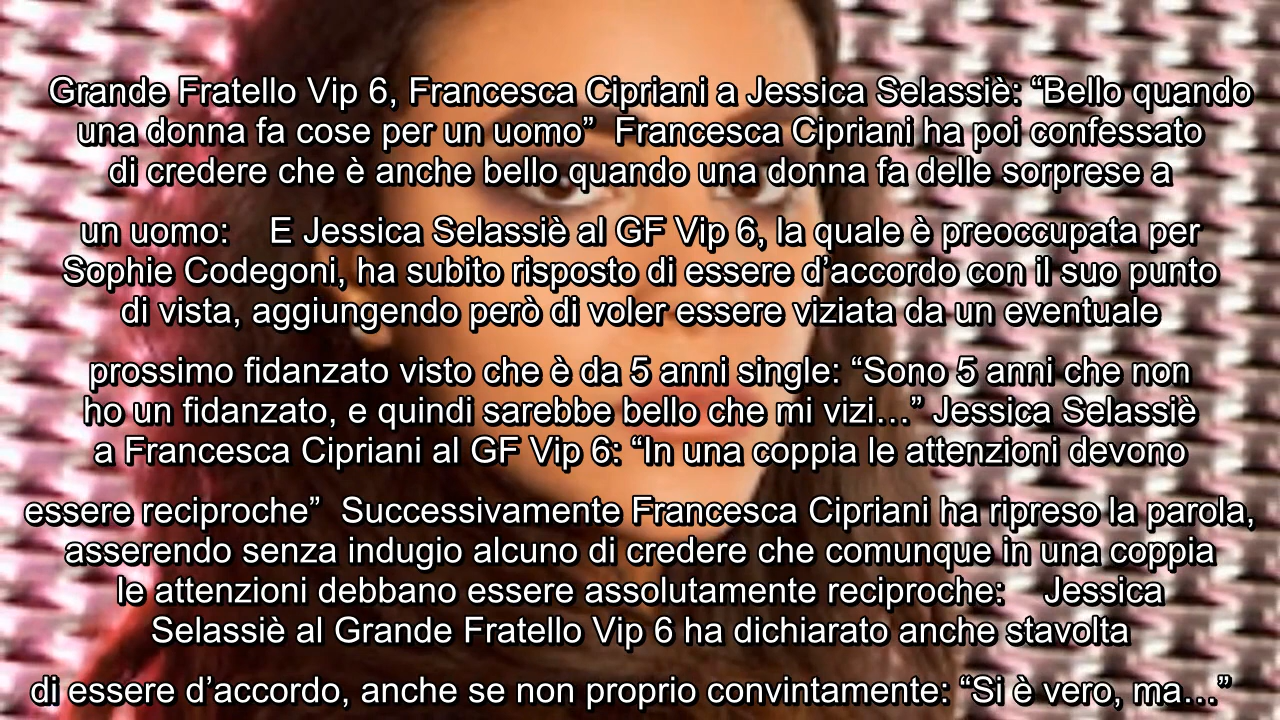 Grande Fratello Vip 6, Francesca Cipriani a Jessica Selassiè: “Bello quando
una donna fa cose per un uomo”  Francesca Cipriani ha poi confessato
di credere che è anche bello quando una donna fa delle sorprese a
un uomo:    E Jessica Selassiè al GF Vip 6, la quale è preoccupata per
Sophie Codegoni, ha subito risposto di essere d’accordo con il suo punto
di vista, aggiungendo però di voler essere viziata da un eventuale
prossimo fidanzato visto che è da 5 anni single: “Sono 5 anni che non
ho un fidanzato, e quindi sarebbe bello che mi vizi…” Jessica Selassiè
a Francesca Cipriani al GF Vip 6: “In una coppia le attenzioni devono
essere reciproche”  Successivamente Francesca Cipriani ha ripreso la parola,
asserendo senza indugio alcuno di credere che comunque in una coppia
le attenzioni debbano essere assolutamente reciproche:    Jessica
Selassiè al Grande Fratello Vip 6 ha dichiarato anche stavolta
di essere d’accordo, anche se non proprio convintamente: “Si è vero, ma…”